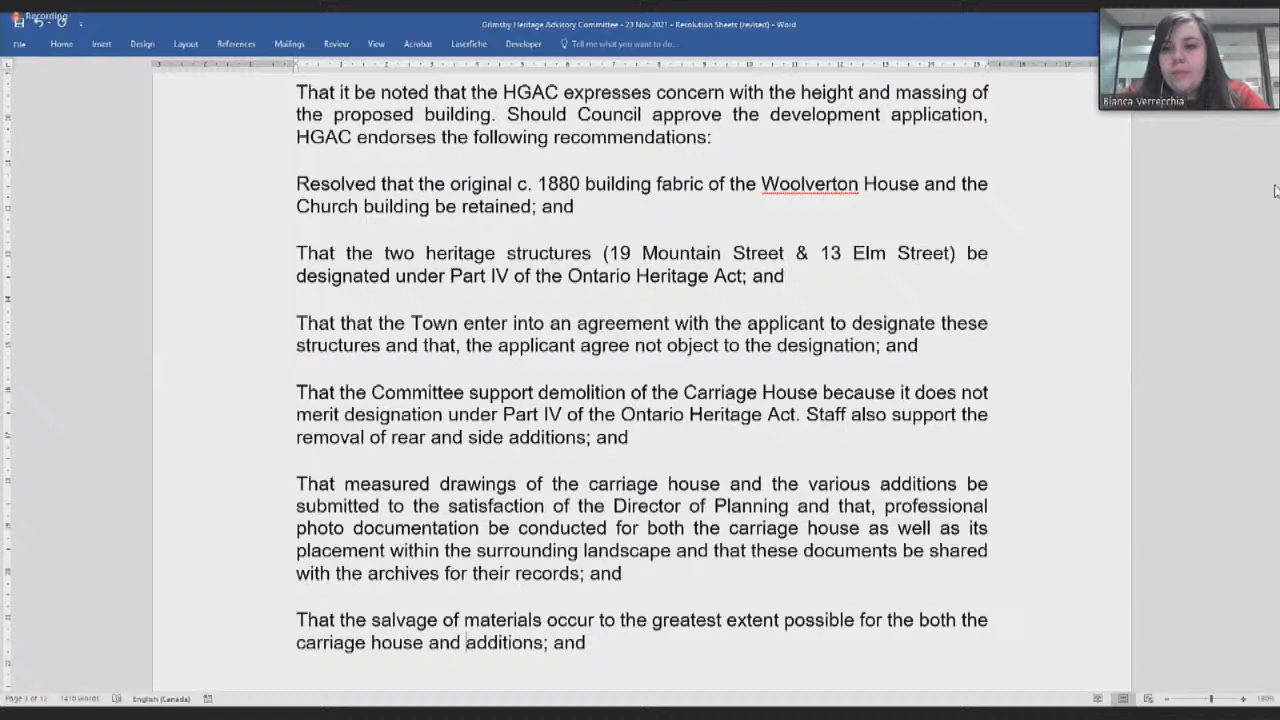 Recording
Grimsby Heritage Advisory Committee - 23 Nov 2021 - Resolution Sheets (revised) - Word
File Home Insert Design Layout References Mailings Review View Acrobat Laserfiche Developer Tell me what you want to do...
Bianca Verrecchia
That it be noted that the HGAC expresses concern with the height and massing of
the proposed building. Should Council approve the development application,
HGAC endorses the following recommendations:
Resolved that the original c. 1880 building fabric of the Woolverton House and the
Church building be retained; and
That the two heritage structures (19 Mountain Street & 13 Elm Street) be
designated under Part IV of the Ontario Heritage Act; and
That that the Town enter into an agreement with the applicant to designate these
structures and that, the applicant agree not object to the designation; and
That the Committee support demolition of the Carriage House because it does not
merit designation under Part IV of the Ontario Heritage Act. Staff also support the
removal of rear and side additions; and
That measured drawings of the carriage house and the various additions be
submitted to the satisfaction of the Director of Planning and that, professional
photo documentation be conducted for both the carriage house as well as its
placement within the surrounding landscape and that these documents be shared
with the archives for their records; and
That the salvage of materials occur to the greatest extent possible for the both the
carriage house and additions; and
Page 3 of 12 1410 words English (Canada) 180%